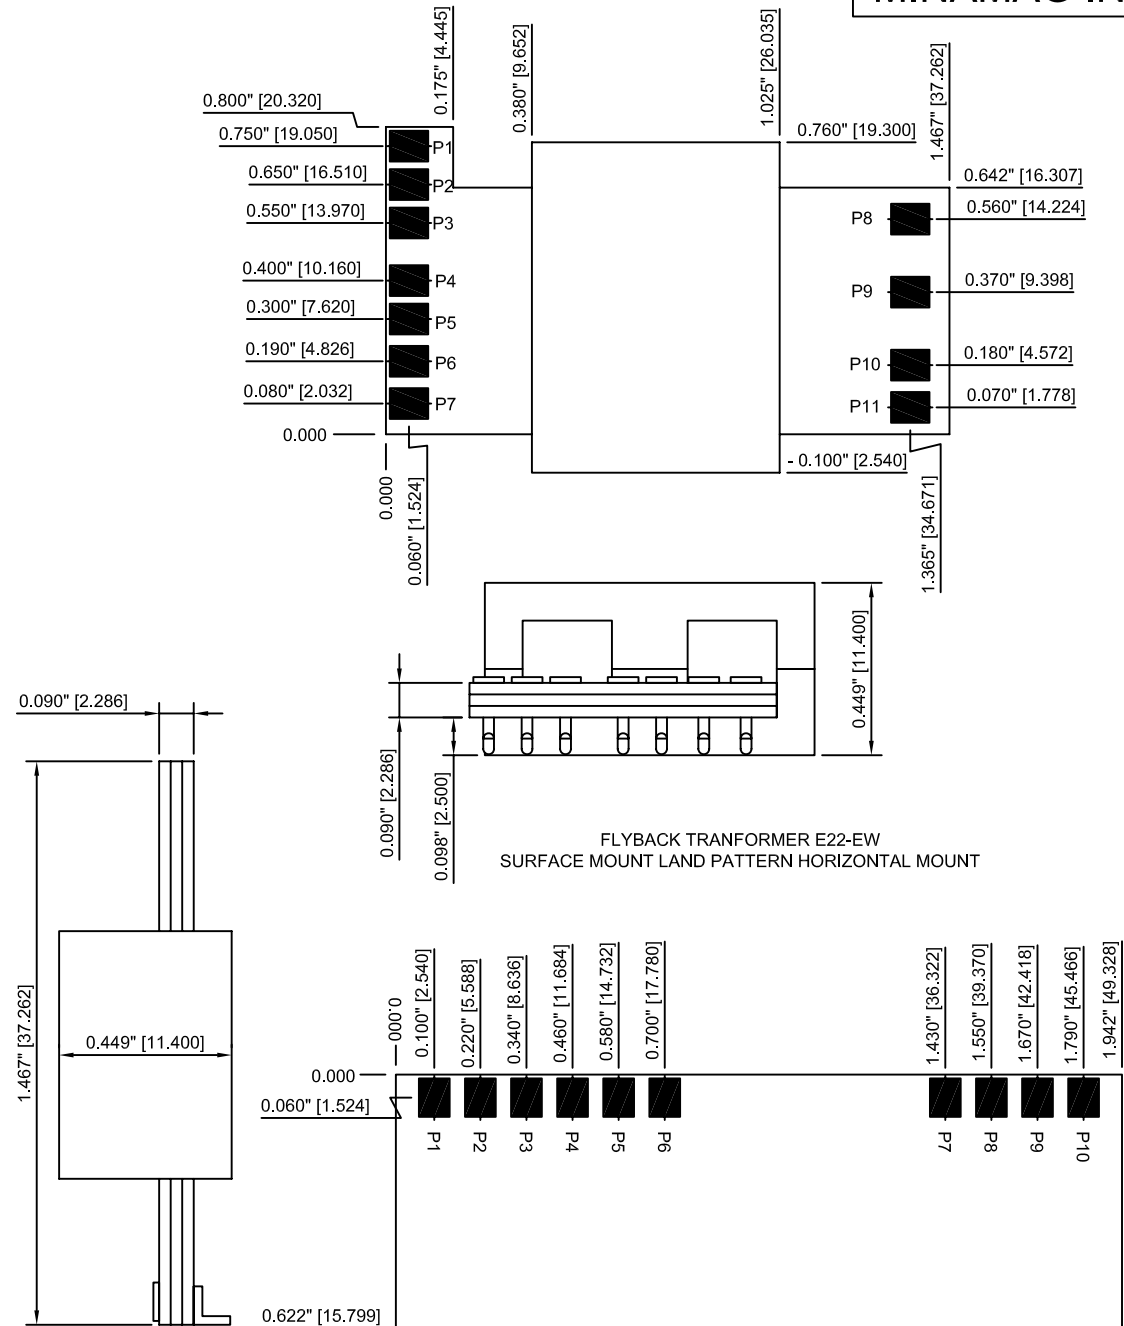 0.175" [4.445]
0.380" [9.652]
1.025" [26.035]
1.467" [37.262]
0.800" [20.320]
0.750" [19.050]
P1
0.760" [19.300]
0.650" [16.510]
P2
0.642" [16.307]
0.550" [13.970]
P3
P8
0.560" [14.224]
0.400" [10.160]
P4
P9
0.370" [9.398]
0.300" [7.620]
P5
0.190" [4.826]
P6
P10
0.180" [4.572]
0.080" [2.032]
P7
P11
0.070" [1.778]
0.000
- 0.100" [2.540]
0.000
0.060" [1.524]
1.365" [34.671]
0.449" [11.400]
0.090" [2.286]
0.090" [2.286]
0.098" [2.500]
FLYBACK TRANFORMER E22-EW
SURFACE MOUNT LAND PATTERN HORIZONTAL MOUNT
1.467" [37.262]
0.449" [11.400]
0.000
0.100" [2.540]
0.220" [5.588]
0.340" [8.636]
0.460" [11.684]
0.580" [14.732]
0.700" [17.780]
1.430" [36.322]
1.550" [39.370]
1.670" [42.418]
1.790" [45.466]
1.942" [49.328]
0.000
0.060" [1.524]
P1
P2
P3
P4
P5
P6
P7
P8
P9
P10
0.622" [15.799]